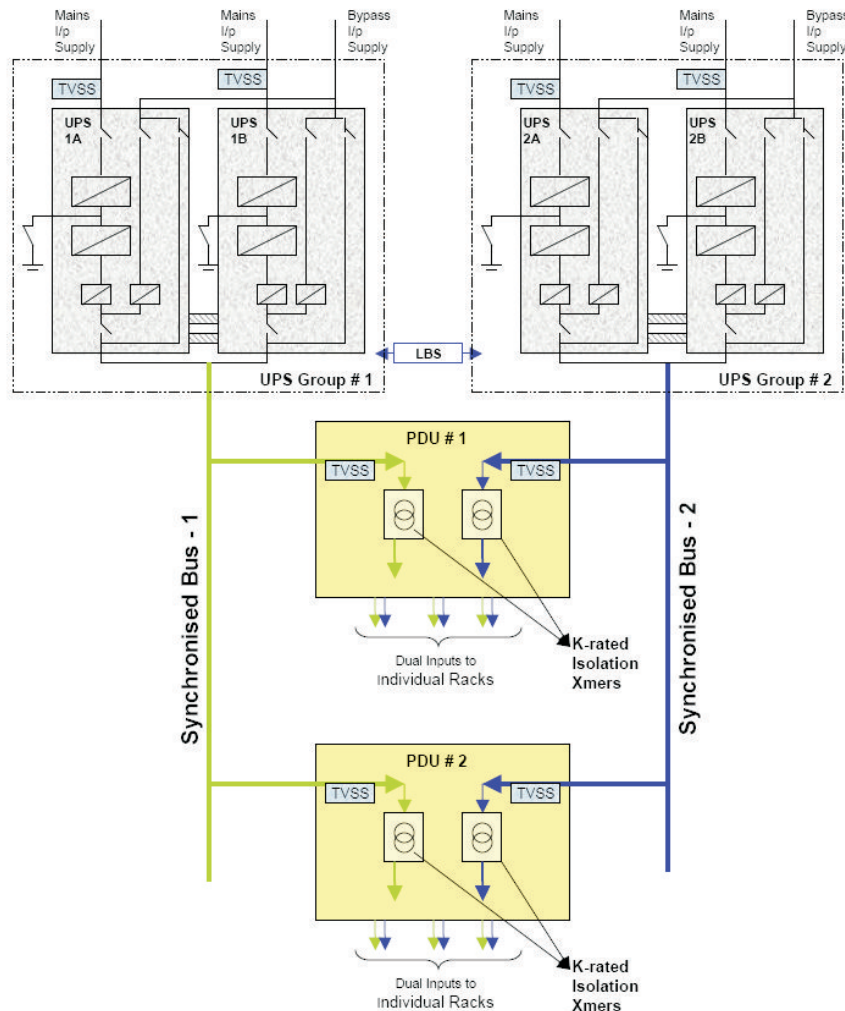 Mains
I/p
Supply
Mains
I/p
Supply
Bypass
I/p
Supply
Mains
I/p
Supply
Mains
I/p
Supply
Bypass
I/p
Supply
TVSS
TVSS
TVSS
TVSS
UPS
1A
UPS
1B
UPS
2A
UPS
2B
LBS
UPS Group # 1
UPS Group # 2
PDU # 1
TVSS
TVSS
Synchronised Bus - 1
Synchronised Bus - 2
Dual Inputs to
Individual Racks
K-rated
Isolation
Xmers
PDU # 2
TVSS
TVSS
Dual Inputs to
Individual Racks
K-rated
Isolation
Xmers